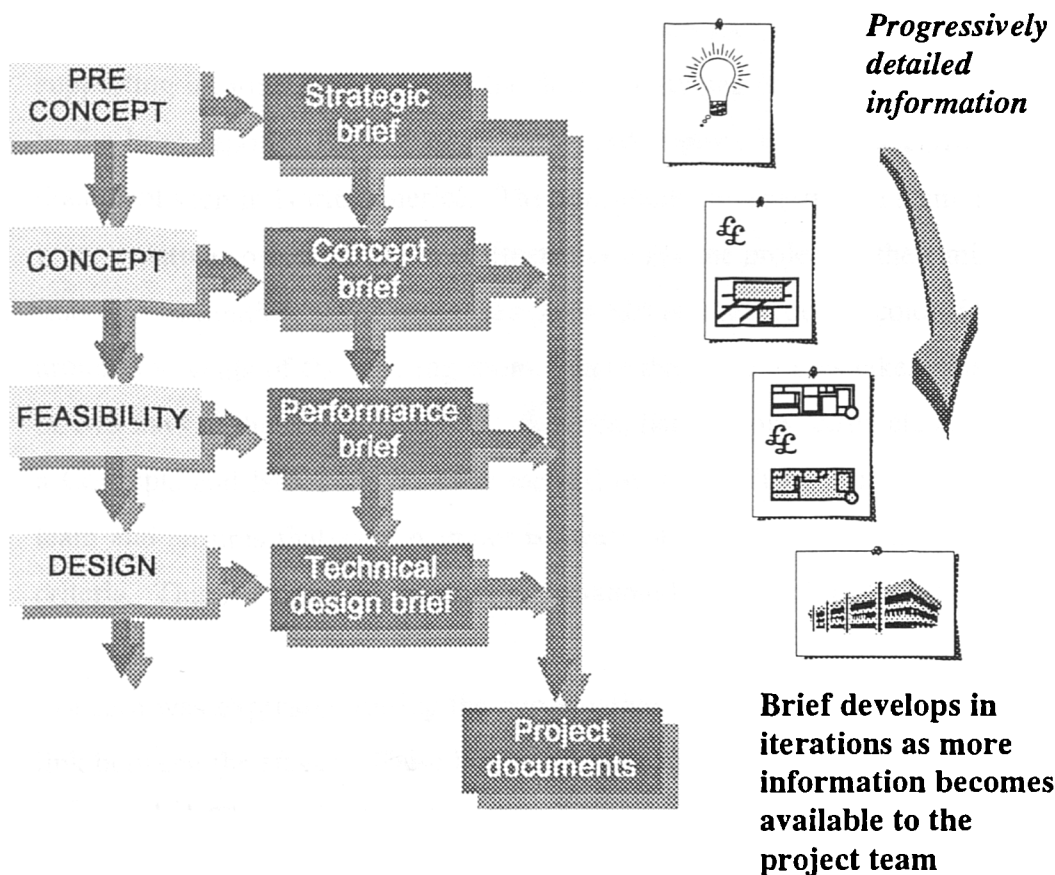 PRE
CONCEPT
Strategic
brief
CONCEPT
Concept
brief
FEASIBILITY
Performance
brief
DESIGN
Technical
design brief
Project
documents
Progressively
detailed
information
££
££
Brief develops in
iterations as more
information becomes
available to the
project team